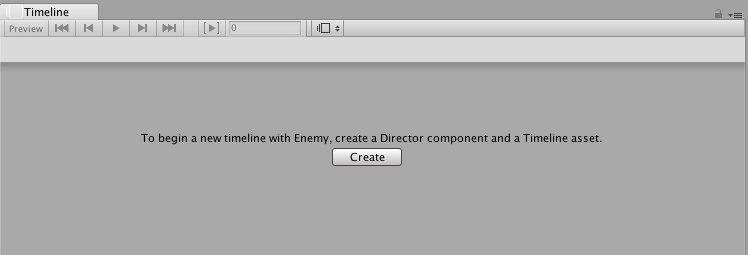 Timeline
Preview
0
To begin a new timeline with Enemy, create a Director component and a Timeline asset.
Create